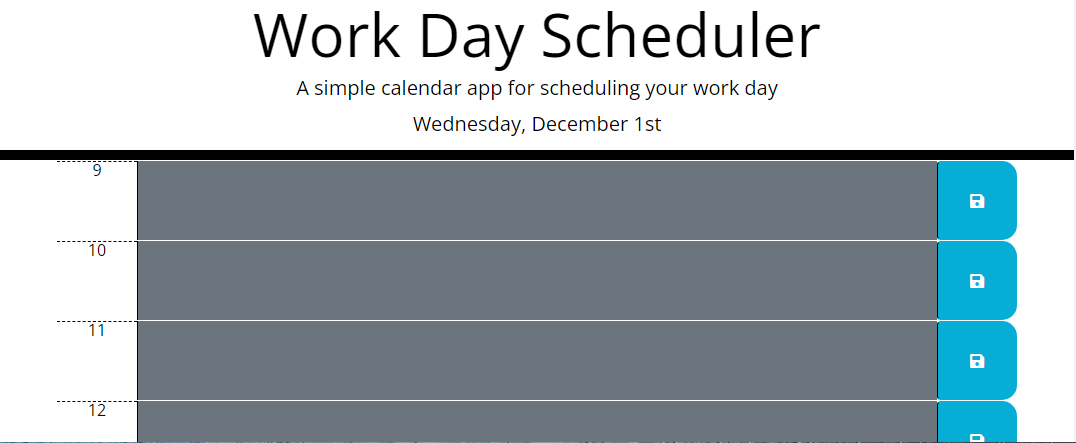 Work Day Scheduler
A simple calendar app for scheduling your work day
Wednesday, December 1st
9
10
11
12